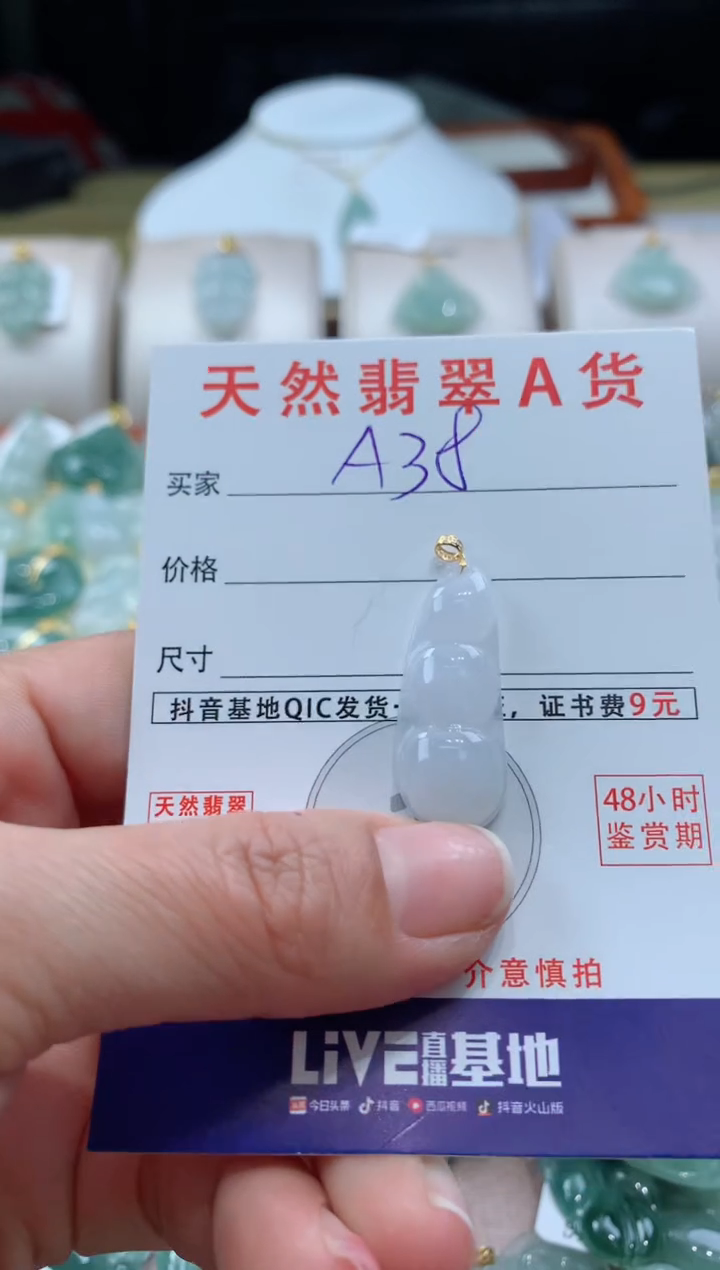 天然翡翠A货
买家 A38
价格
尺寸
抖音基地QIC发货
，证书费9元
天然翡翠
48小时
鉴赏期
介意慎拍
LiVE直播基地
今日头条 抖音 西瓜视频 抖音火山版